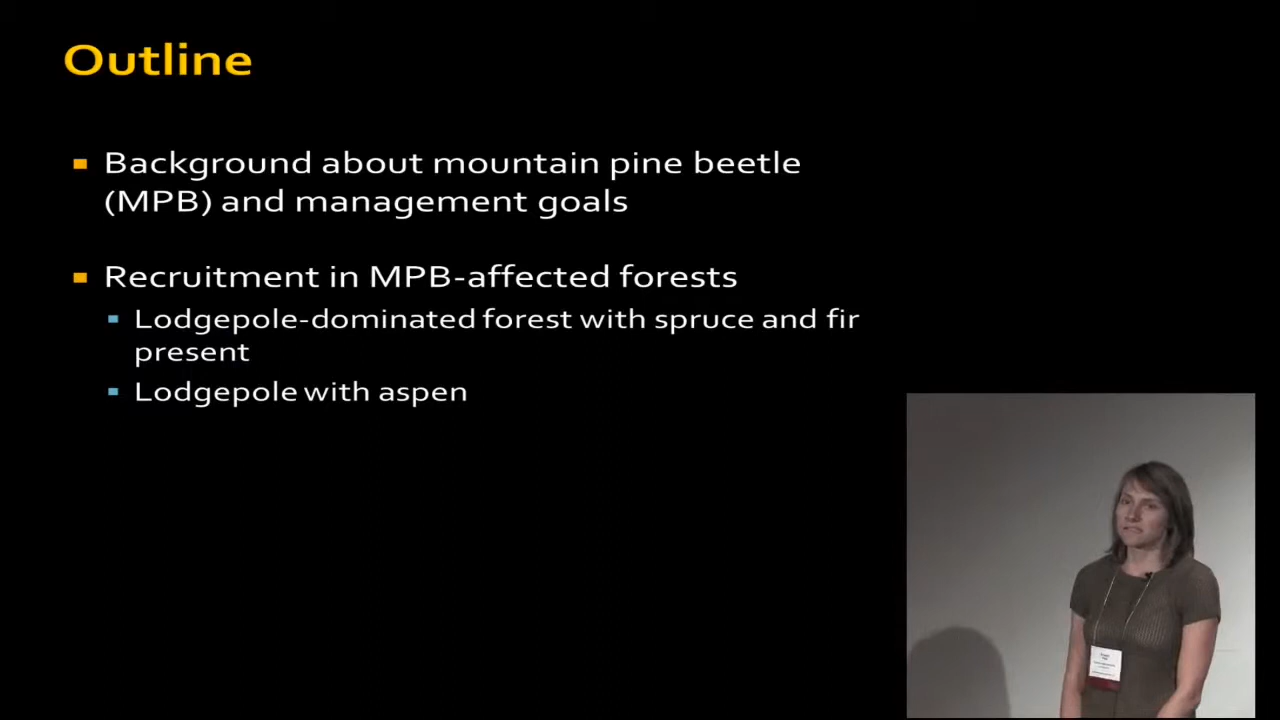 Outline
Background about mountain pine beetle
(MPB) and management goals
Recruitment in MPB-affected forests
Lodgepole-dominated forest with spruce and fir
present
Lodgepole with aspen